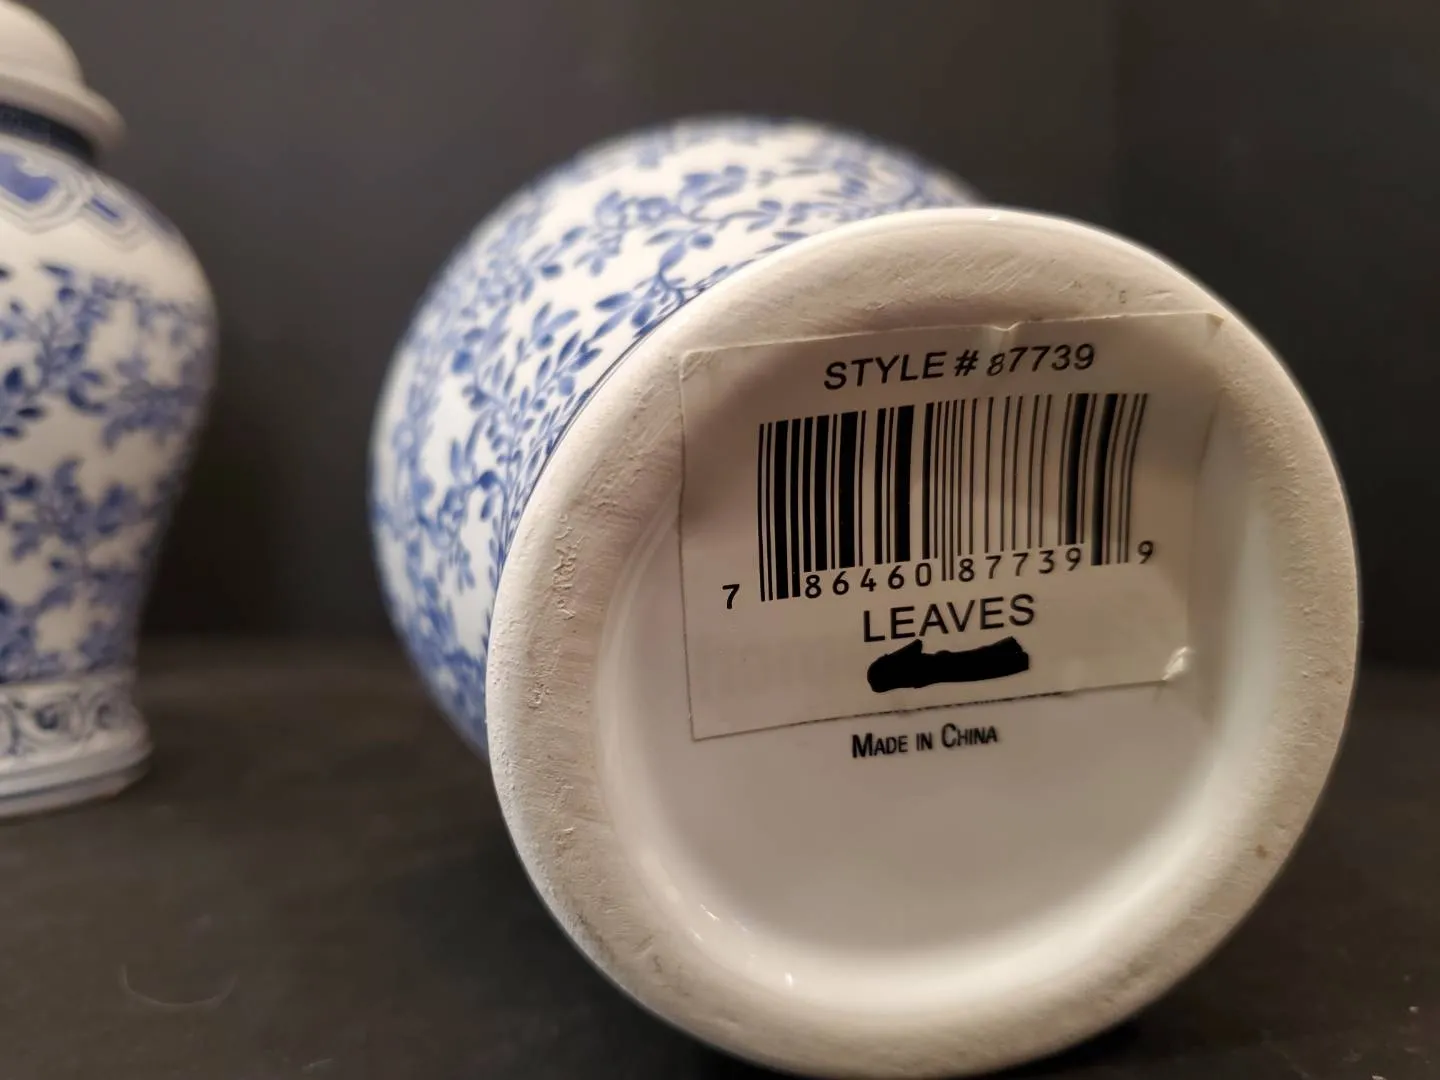 STYLE # 87739
7 86460 87739 9
LEAVES
MADE IN CHINA